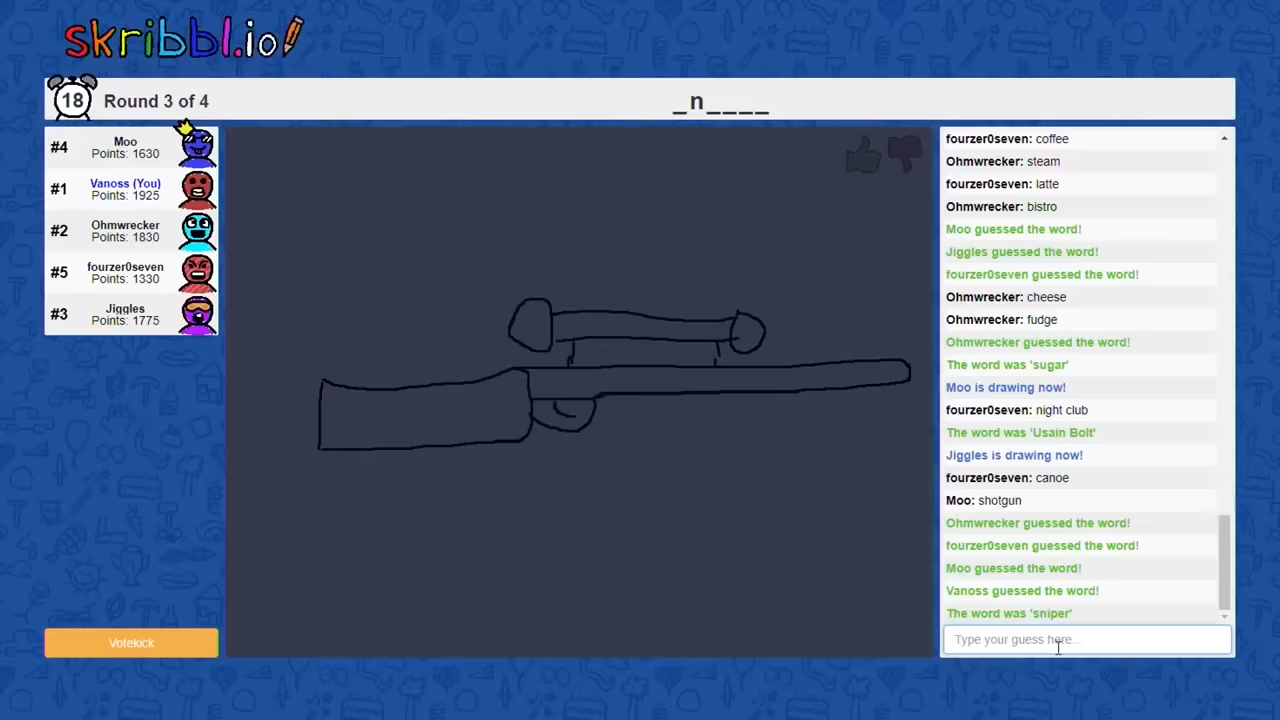 skribbl.io
18
Round 3 of 4
_n____
#4
Moo
Points: 1630
#1
Vanoss (You)
Points: 1925
#2
Ohmwrecker
Points: 1830
#5
fourzer0seven
Points: 1330
#3
Jiggles
Points: 1775
Votekick
fourzer0seven: coffee
Ohmwrecker: steam
fourzer0seven: latte
Ohmwrecker: bistro
Moo guessed the word!
Jiggles guessed the word!
fourzer0seven guessed the word!
Ohmwrecker: cheese
Ohmwrecker: fudge
Ohmwrecker guessed the word!
The word was 'sugar'
Moo is drawing now!
fourzer0seven: night club
The word was 'Usain Bolt'
Jiggles is drawing now!
fourzer0seven: canoe
Moo: shotgun
Ohmwrecker guessed the word!
fourzer0seven guessed the word!
Moo guessed the word!
Vanoss guessed the word!
The word was 'sniper'
Type your guess here...